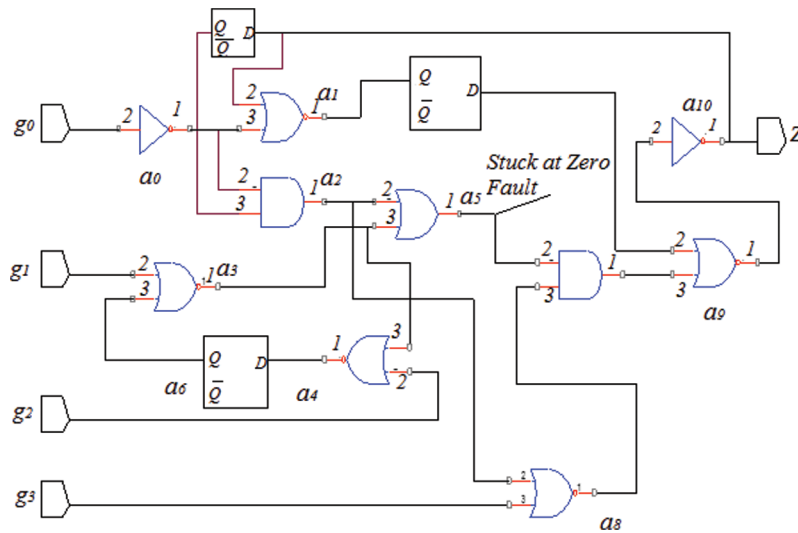 Q D
Q
2 a1
g0 2 1 3 1
a0
Q D
Q
a10
2 1 Z
Stuck at Zero
Fault
2 1 a2
3
2 1 a5
3
g1 2 1 a3
3
2 1
3
2 1
3 a9
Q D
Q
a6
1 3
2
a4
g2
g3 2 1
3
a8